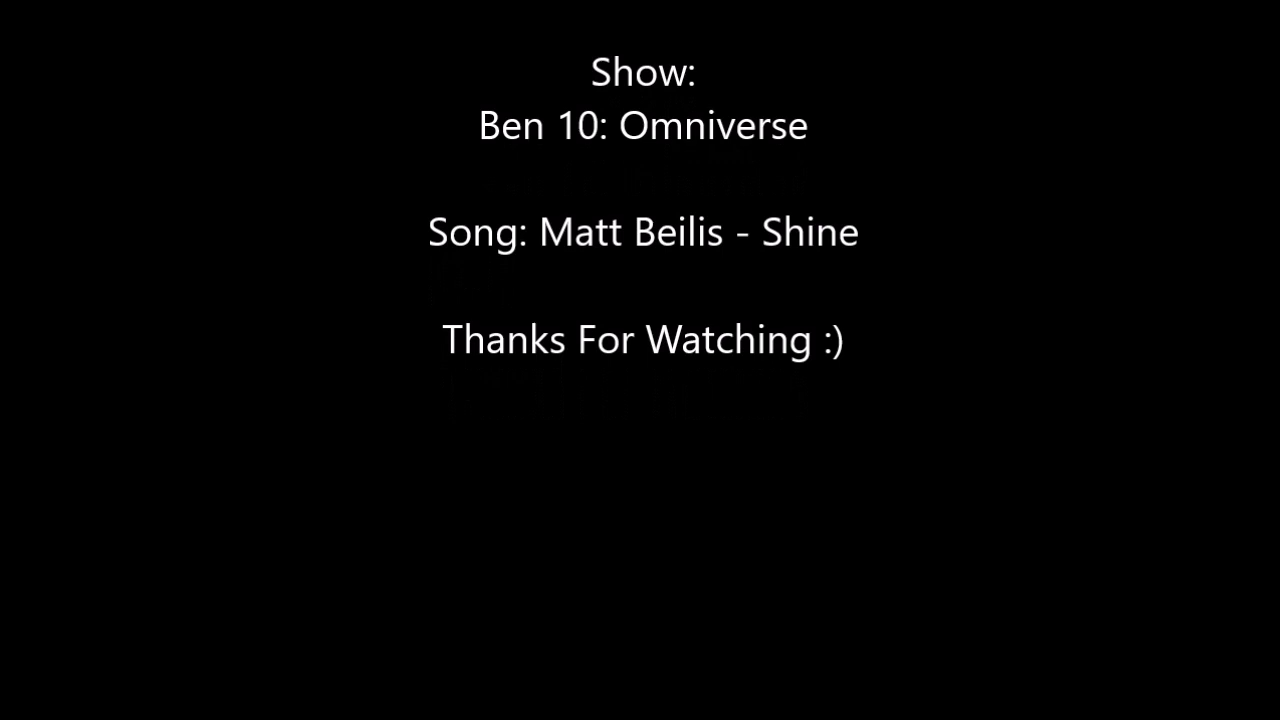 Show:
Ben 10: Omniverse
Song: Matt Beilis - Shine
Thanks For Watching :)